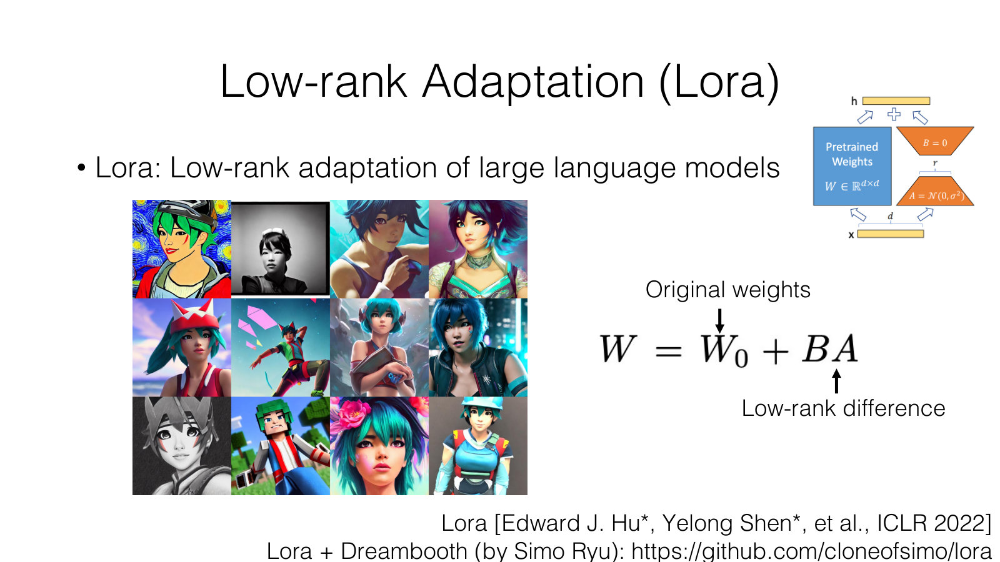 Low-rank Adaptation (Lora)
• Lora: Low-rank adaptation of large language models
h
Pretrained
Weights
W ∈ ℝ^{d×d}
B = 0
r
A = 𝒩(0, σ²)
d
x
Original weights
W = W₀ + BA
Low-rank difference
Lora [Edward J. Hu*, Yelong Shen*, et al., ICLR 2022]
Lora + Dreambooth (by Simo Ryu): https://github.com/cloneofsimo/lora